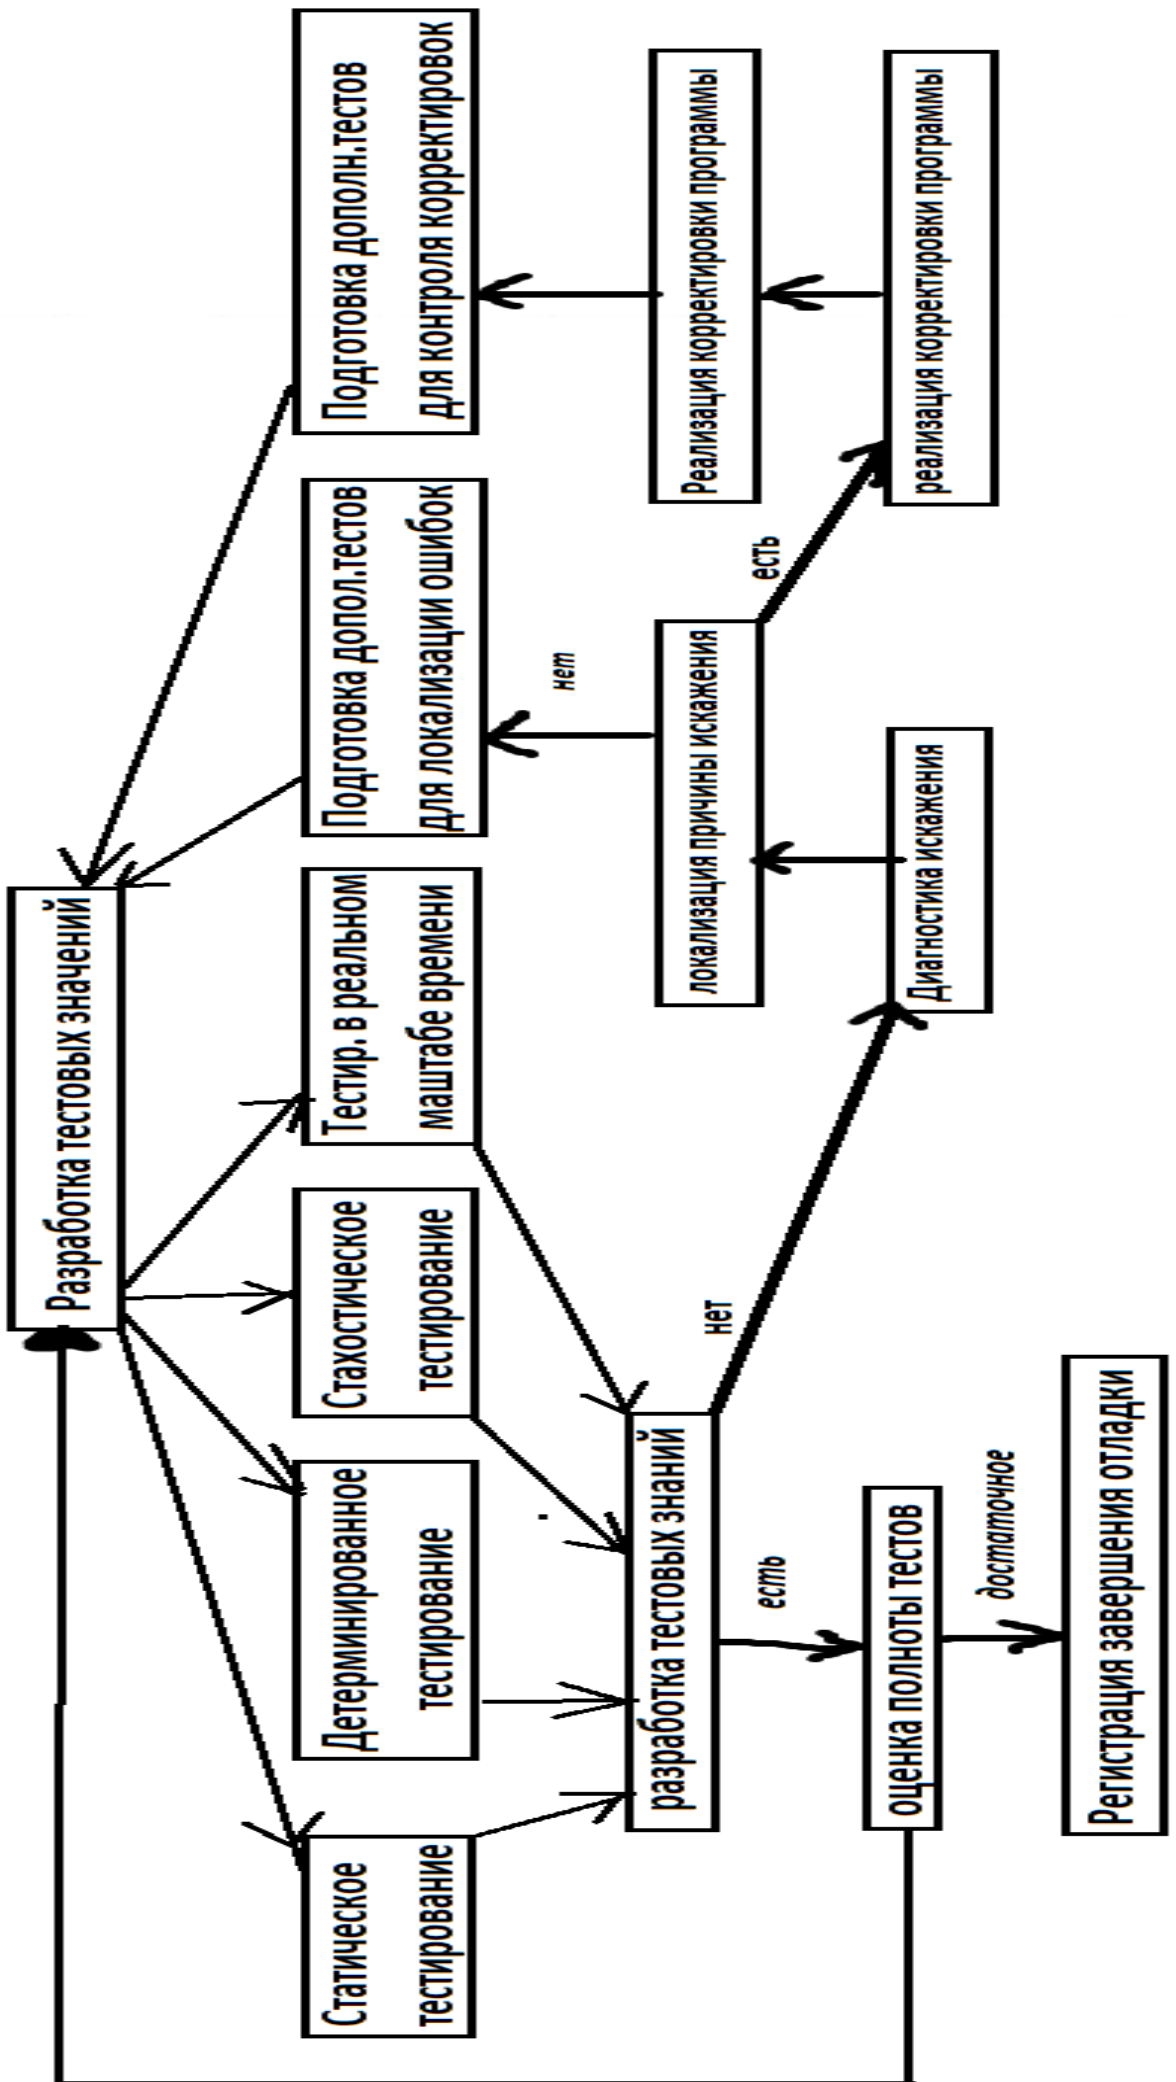 Разработка тестовых значений
Статическое
тестирование
Детерминированное
тестирование
Стахостическое
тестирование
Тестир. в реальном
маштабе времени
Подготовка допол.тестов
для локализации ошибок
Подготовка дополн.тестов
для контроля корректировок
нет
разработка тестовых знаний
локализация причины искажения
Реализация корректировки программы
есть
нет
есть
оценка полноты тестов
Диагностика искажения
реализация корректировки программы
достаточное
Регистрация завершения отладки